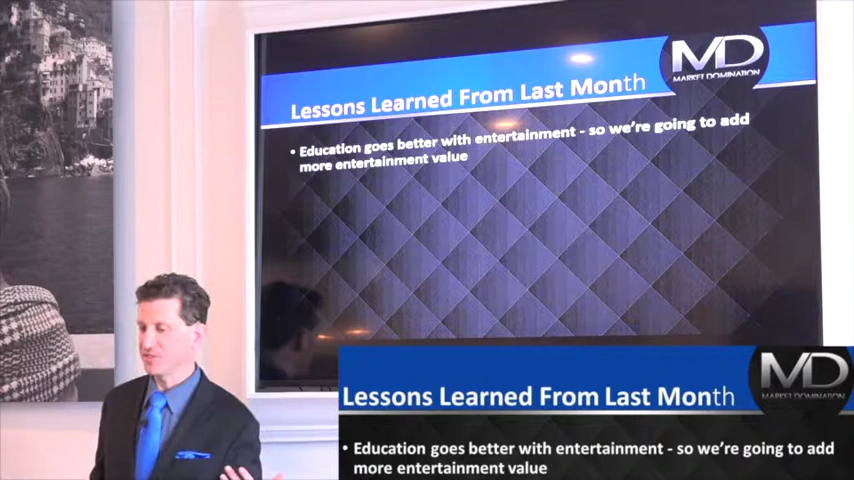 MD
MARKET DOMINATION
Lessons Learned From Last Month
• Education goes better with entertainment - so we're going to add
more entertainment value
MD
MARKET DOMINATION
Lessons Learned From Last Month
• Education goes better with entertainment - so we're going to add
more entertainment value